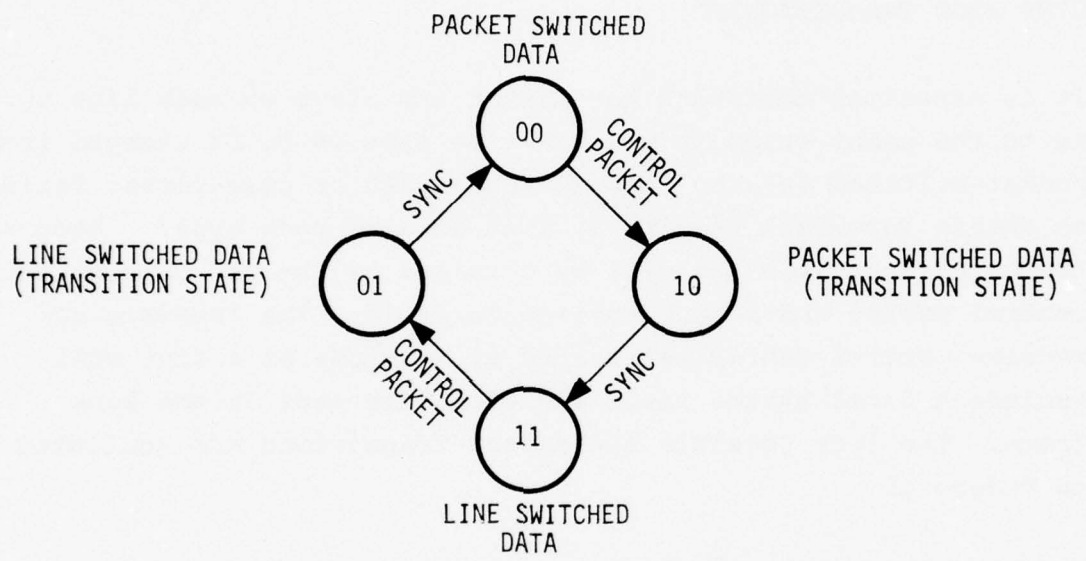 PACKET SWITCHED
DATA
00
CONTROL
PACKET
SYNC
LINE SWITCHED DATA
(TRANSITION STATE)
01
10
PACKET SWITCHED DATA
(TRANSITION STATE)
CONTROL
PACKET
SYNC
11
LINE SWITCHED
DATA